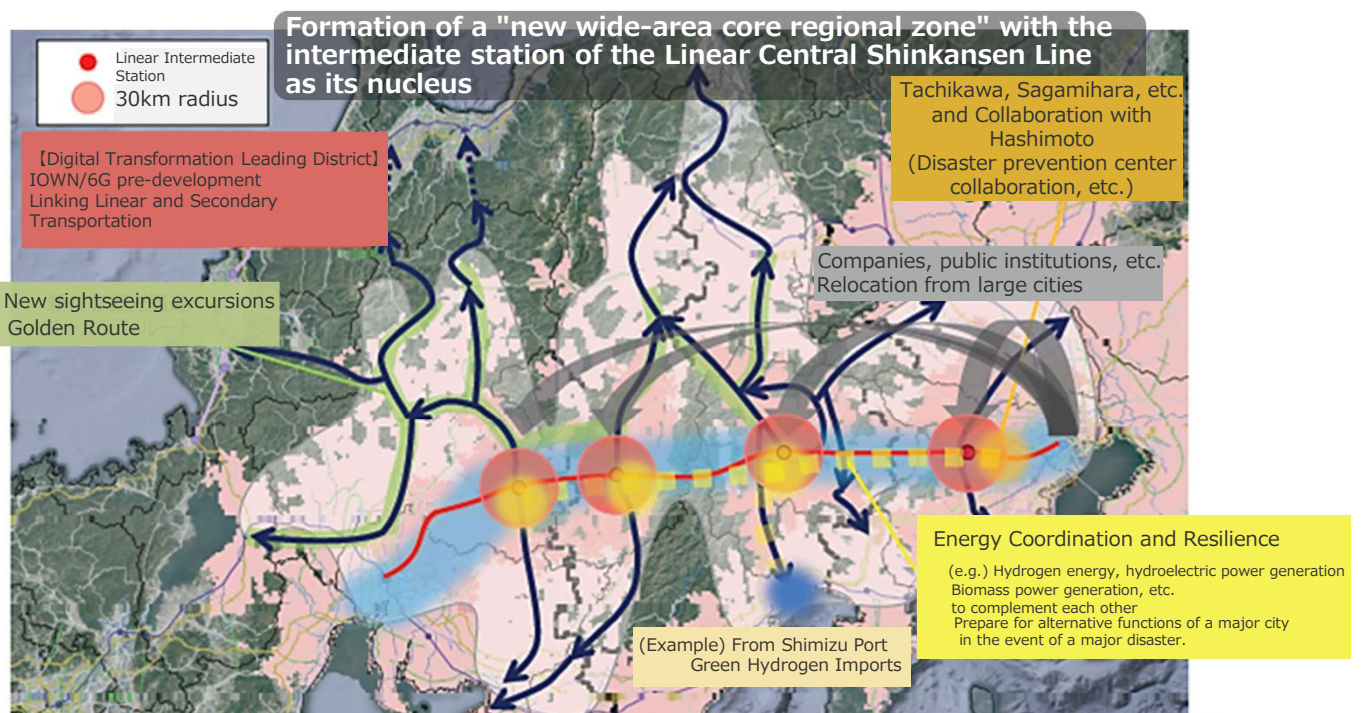 Formation of a "new wide-area core regional zone" with the
intermediate station of the Linear Central Shinkansen Line
as its nucleus
Linear Intermediate
Station
30km radius
【Digital Transformation Leading District】
IOWN/6G pre-development
Linking Linear and Secondary
Transportation
Tachikawa, Sagamihara, etc.
and Collaboration with
Hashimoto
(Disaster prevention center
collaboration, etc.)
Companies, public institutions, etc.
Relocation from large cities
New sightseeing excursions
Golden Route
Energy Coordination and Resilience
(e.g.) Hydrogen energy, hydroelectric power generation
Biomass power generation, etc.
to complement each other
Prepare for alternative functions of a major city
in the event of a major disaster.
(Example) From Shimizu Port
Green Hydrogen Imports